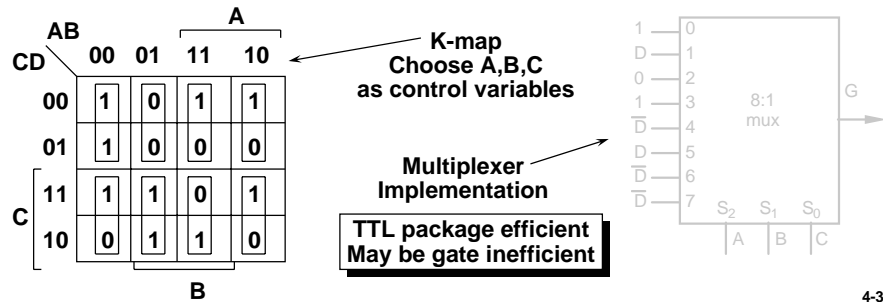 A
AB
CD
00 01 11 10
00 1 0 1 1
01 1 0 0 0
11 1 1 0 1
10 0 1 1 0
C
B
K-map
Choose A,B,C
as control variables
Multiplexer
Implementation
TTL package efficient
May be gate inefficient
1 0
D 1
0 2
1 3
D̅ 4
D 5
D̅ 6
D̅ 7
8:1
mux
G
S₂ S₁ S₀
A B C
4-3